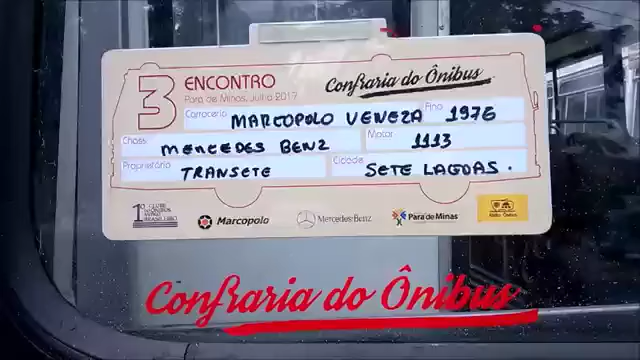 3 ENCONTRO
Pará de Minas, Julho 2017
Confraria do Ônibus
Carroceria MARCOPOLO VENEZA Ano 1976
Chassi MERCEDES BENZ Motor 1113
Proprietário TRANSETE Cidade SETE LAGOAS.
Marcopolo Mercedes-Benz Pará de Minas
Confraria do Ônibus